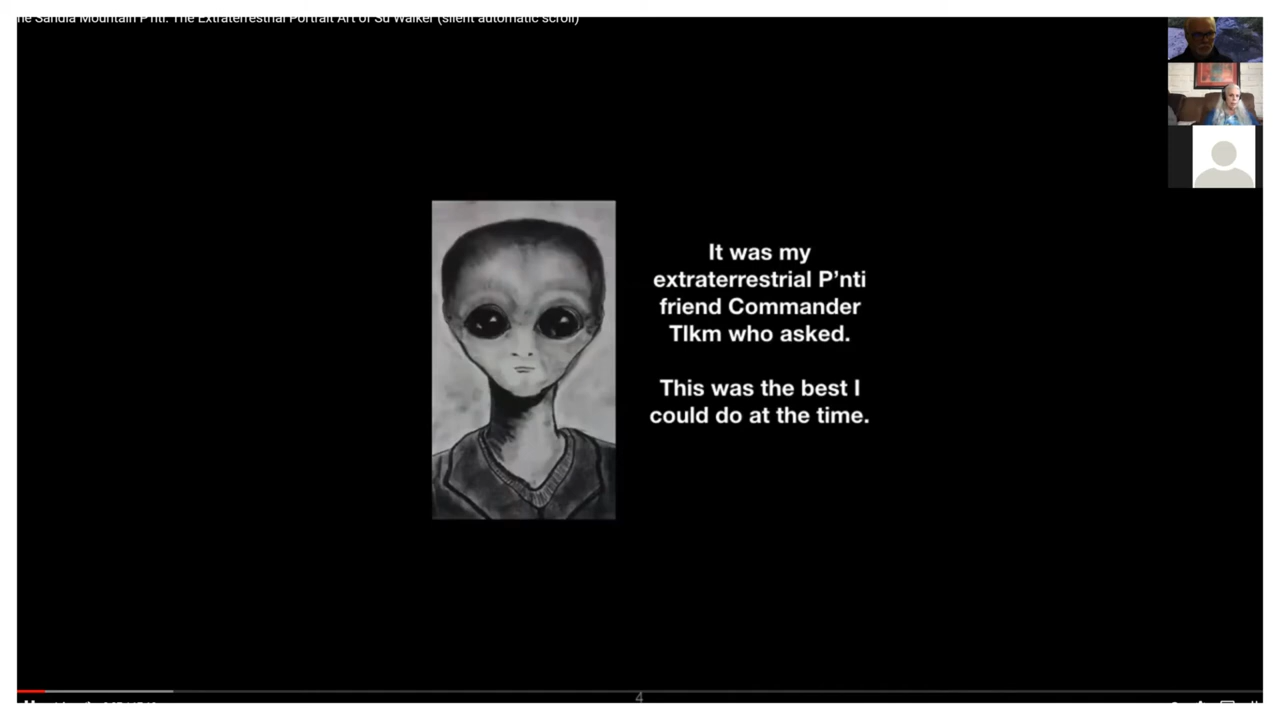 The Sandia Mountain P'nti: The Extraterrestrial Portrait Art of Su Walker (silent automatic scroll)
It was my
extraterrestrial P’nti
friend Commander
Tlkm who asked.
This was the best I
could do at the time.
4